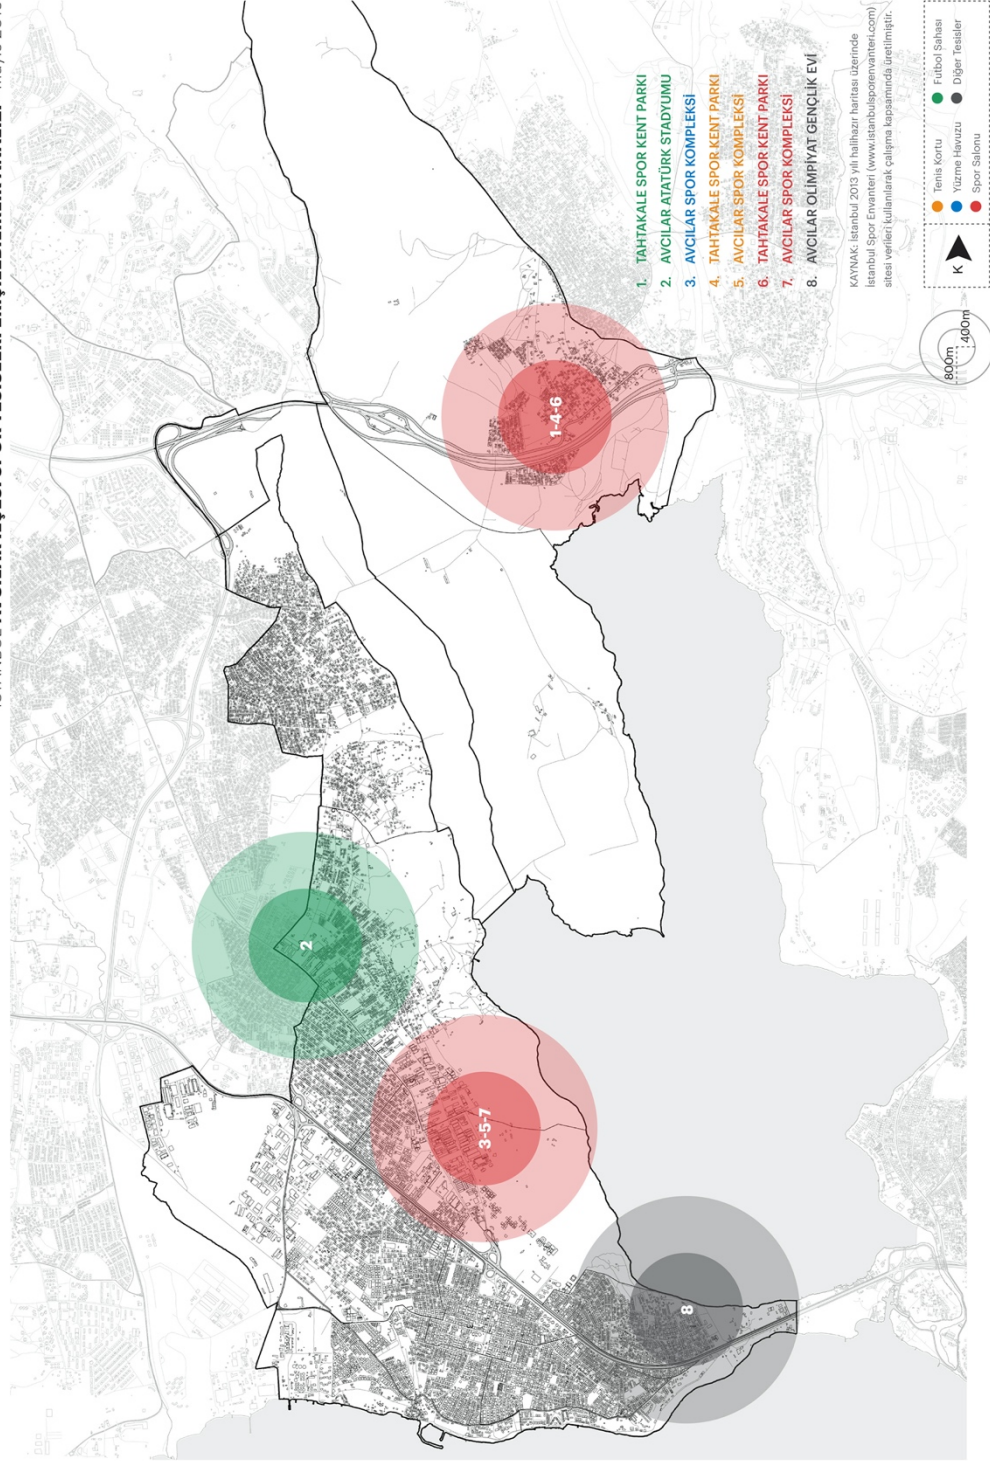 1. TAHTAKALE SPOR KENT PARKI
2. AVCILAR ATATÜRK STADYUMU
3. AVCILAR SPOR KOMPLEKSİ
4. TAHTAKALE SPOR KENT PARKI
5. AVCILAR SPOR KOMPLEKSİ
6. TAHTAKALE SPOR KENT PARKI
7. AVCILAR SPOR KOMPLEKSİ
8. AVCILAR OLİMPİYAT GENÇLİK EVİ
KAYNAK: İstanbul 2013 yılı halihazır haritası üzerinde
İstanbul Spor Envanteri (www.istanbulsporenvanteri.com)
sitesi verileri kullanılarak çalışma kapsamında üretilmiştir.
K
Tenis Kortu
Yüzme Havuzu
Spor Salonu
Futbol Sahası
Diğer Tesisler
800m
400m
8
3-5-7
2
1-4-6